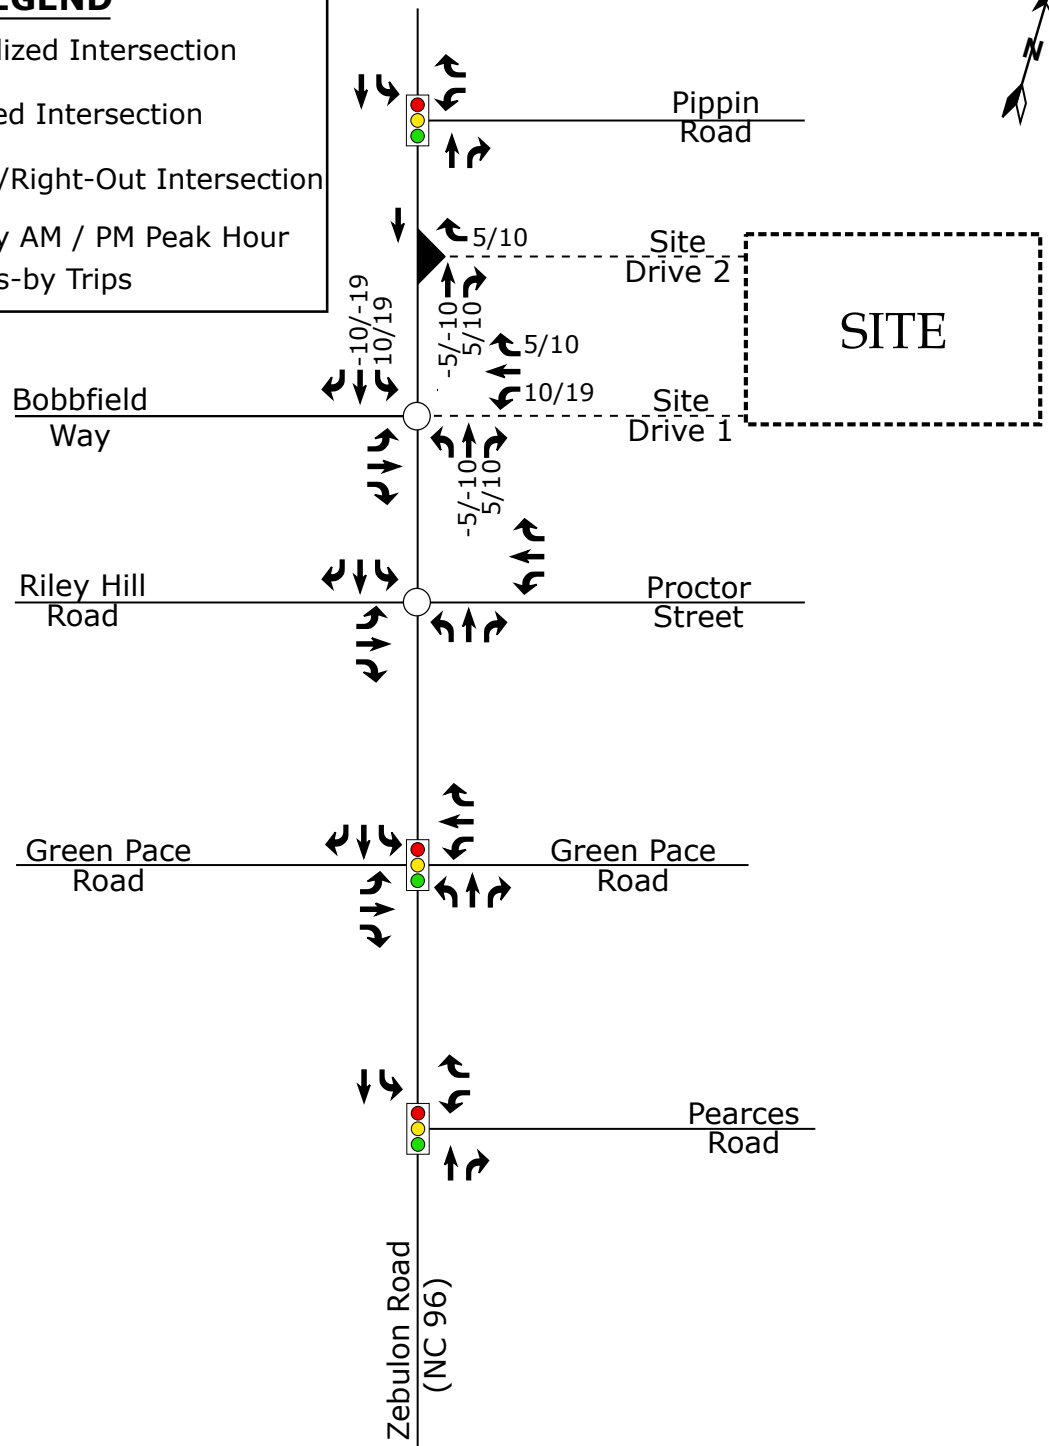 LEGEND
lized Intersection
ed Intersection
/Right-Out Intersection
y AM / PM Peak Hour
s-by Trips
N
Pippin
Road
5/10
Site
Drive 2
-10/-19
10/19
-5/-10
5/10
SITE
5/10
10/19
Bobbfield
Way
Site
Drive 1
-5/-10
5/10
Riley Hill
Road
Proctor
Street
Green Pace
Road
Green Pace
Road
Pearces
Road
Zebulon Road
(NC 96)